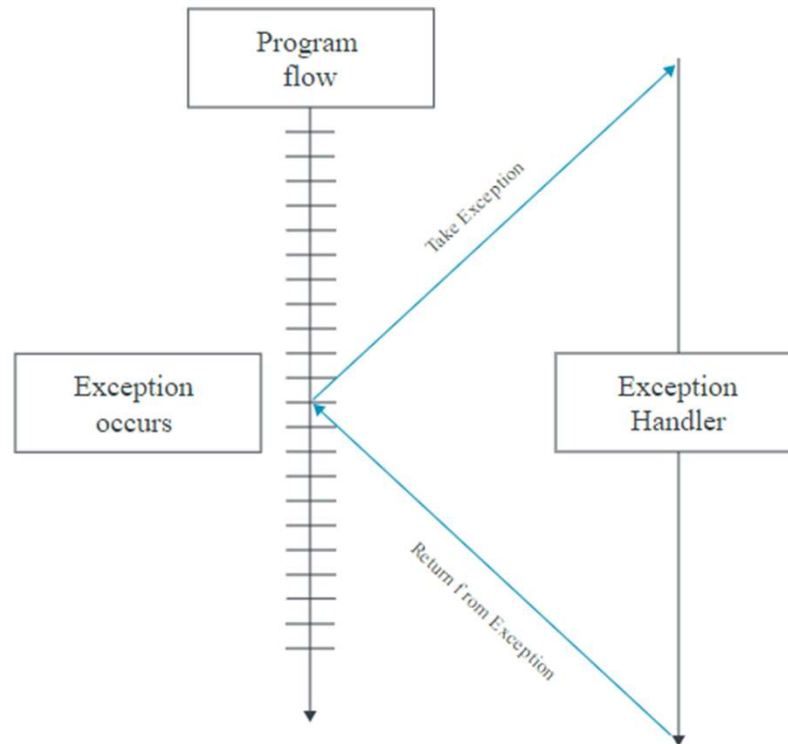 Program
flow
Take Exception
Exception
occurs
Exception
Handler
Return from Exception